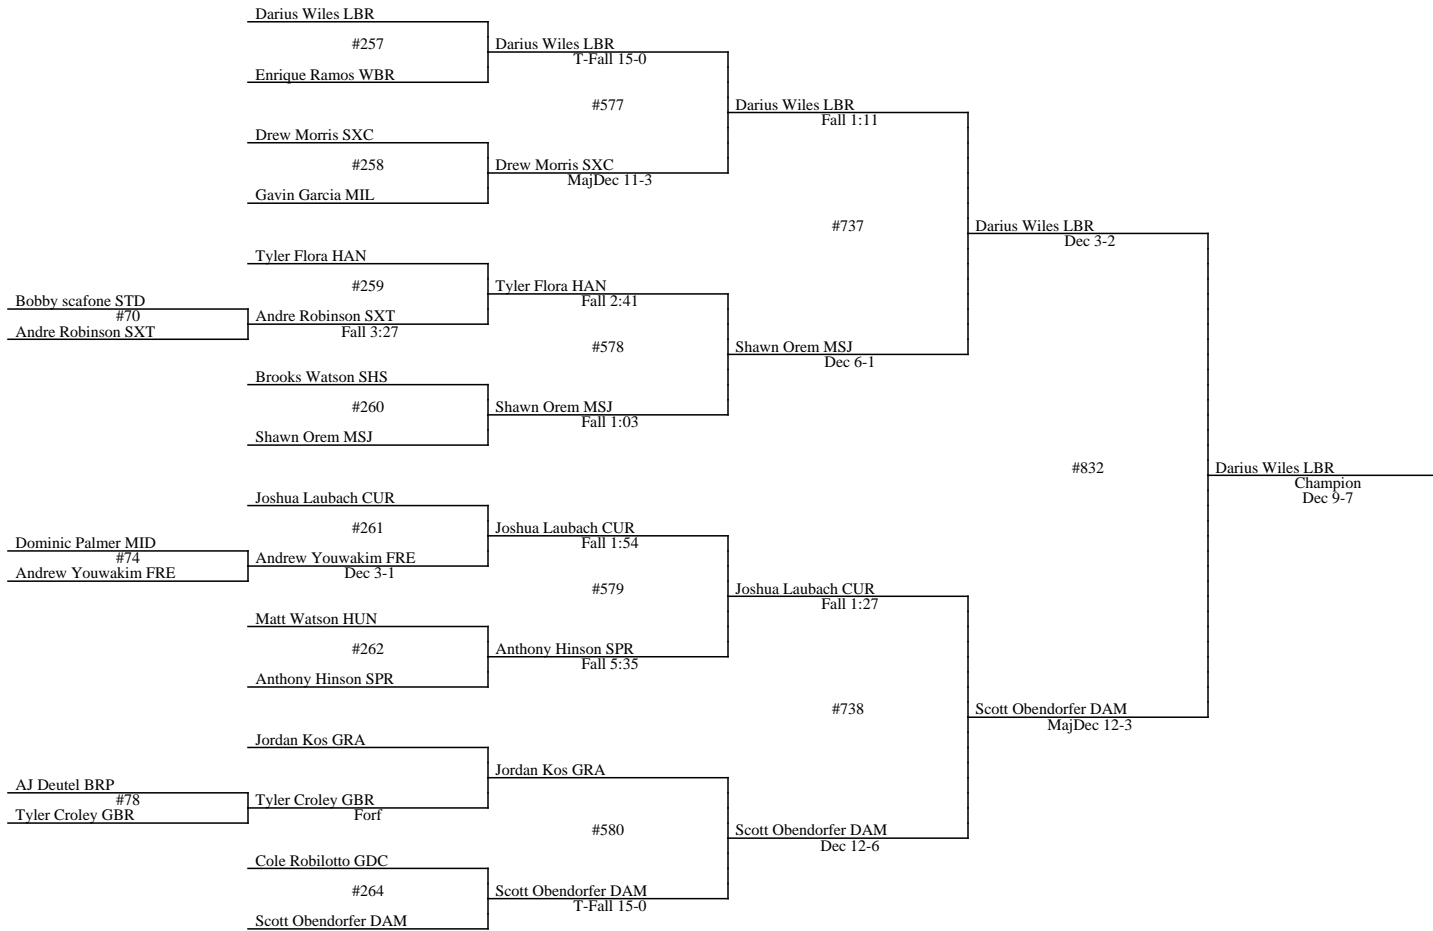 Darius Wiles LBR
#257
Darius Wiles LBR
T-Fall 15-0
Enrique Ramos WBR
#577
Darius Wiles LBR
Fall 1:11
Drew Morris SXC
#258
Drew Morris SXC
MajDec 11-3
Gavin Garcia MIL
#737
Darius Wiles LBR
Dec 3-2
Tyler Flora HAN
#259
Tyler Flora HAN
Fall 2:41
Bobby scafone STD
#70
Andre Robinson SXT
Andre Robinson SXT
Fall 3:27
#578
Shawn Orem MSJ
Dec 6-1
Brooks Watson SHS
#260
Shawn Orem MSJ
Fall 1:03
Shawn Orem MSJ
#832
Darius Wiles LBR
Champion
Dec 9-7
Joshua Laubach CUR
#261
Joshua Laubach CUR
Fall 1:54
Dominic Palmer MID
#74
Andrew Youwakim FRE
Andrew Youwakim FRE
Dec 3-1
#579
Joshua Laubach CUR
Fall 1:27
Matt Watson HUN
#262
Anthony Hinson SPR
Fall 5:35
Anthony Hinson SPR
#738
Scott Obendorfer DAM
MajDec 12-3
Jordan Kos GRA
Jordan Kos GRA
AJ Deutel BRP
#78
Tyler Croley GBR
Tyler Croley GBR
Forf
#580
Scott Obendorfer DAM
Dec 12-6
Cole Robilotto GDC
#264
Scott Obendorfer DAM
T-Fall 15-0
Scott Obendorfer DAM